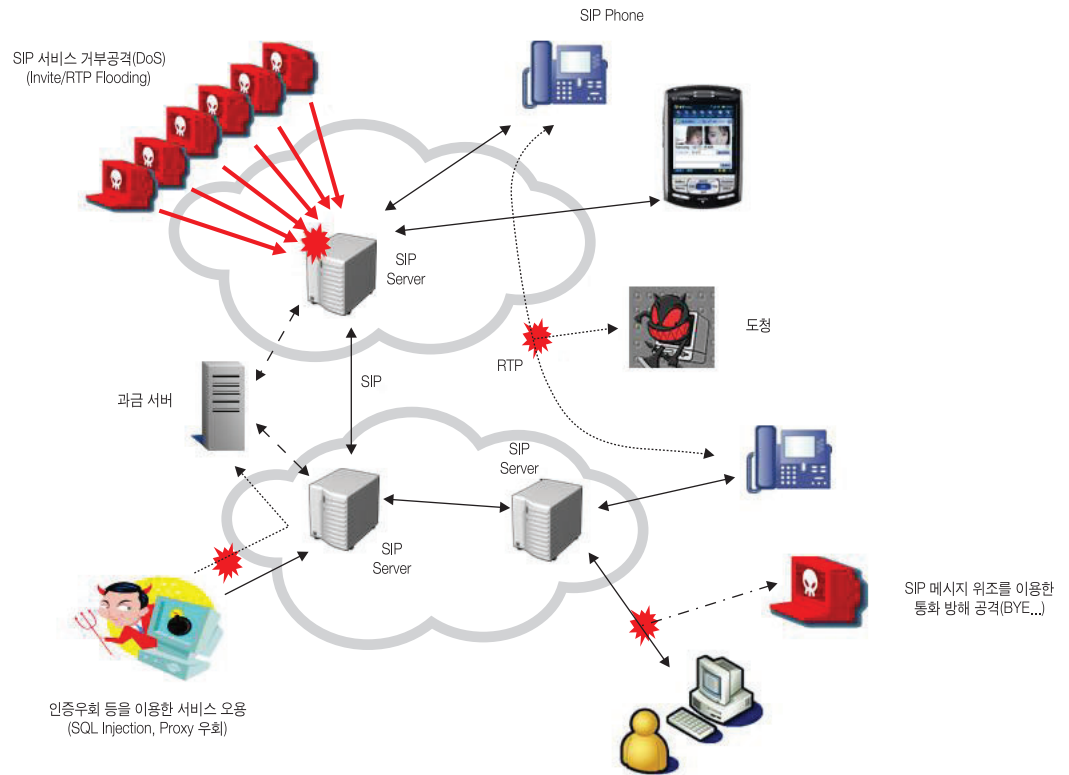 SIP Phone
SIP 서비스 거부공격(DoS)
(Invite/RTP Flooding)
SIP
Server
도청
RTP
SIP
과금 서버
SIP
Server
SIP
Server
SIP 메시지 위조를 이용한
통화 방해 공격(BYE...)
인증우회 등을 이용한 서비스 오용
(SQL Injection, Proxy 우회)